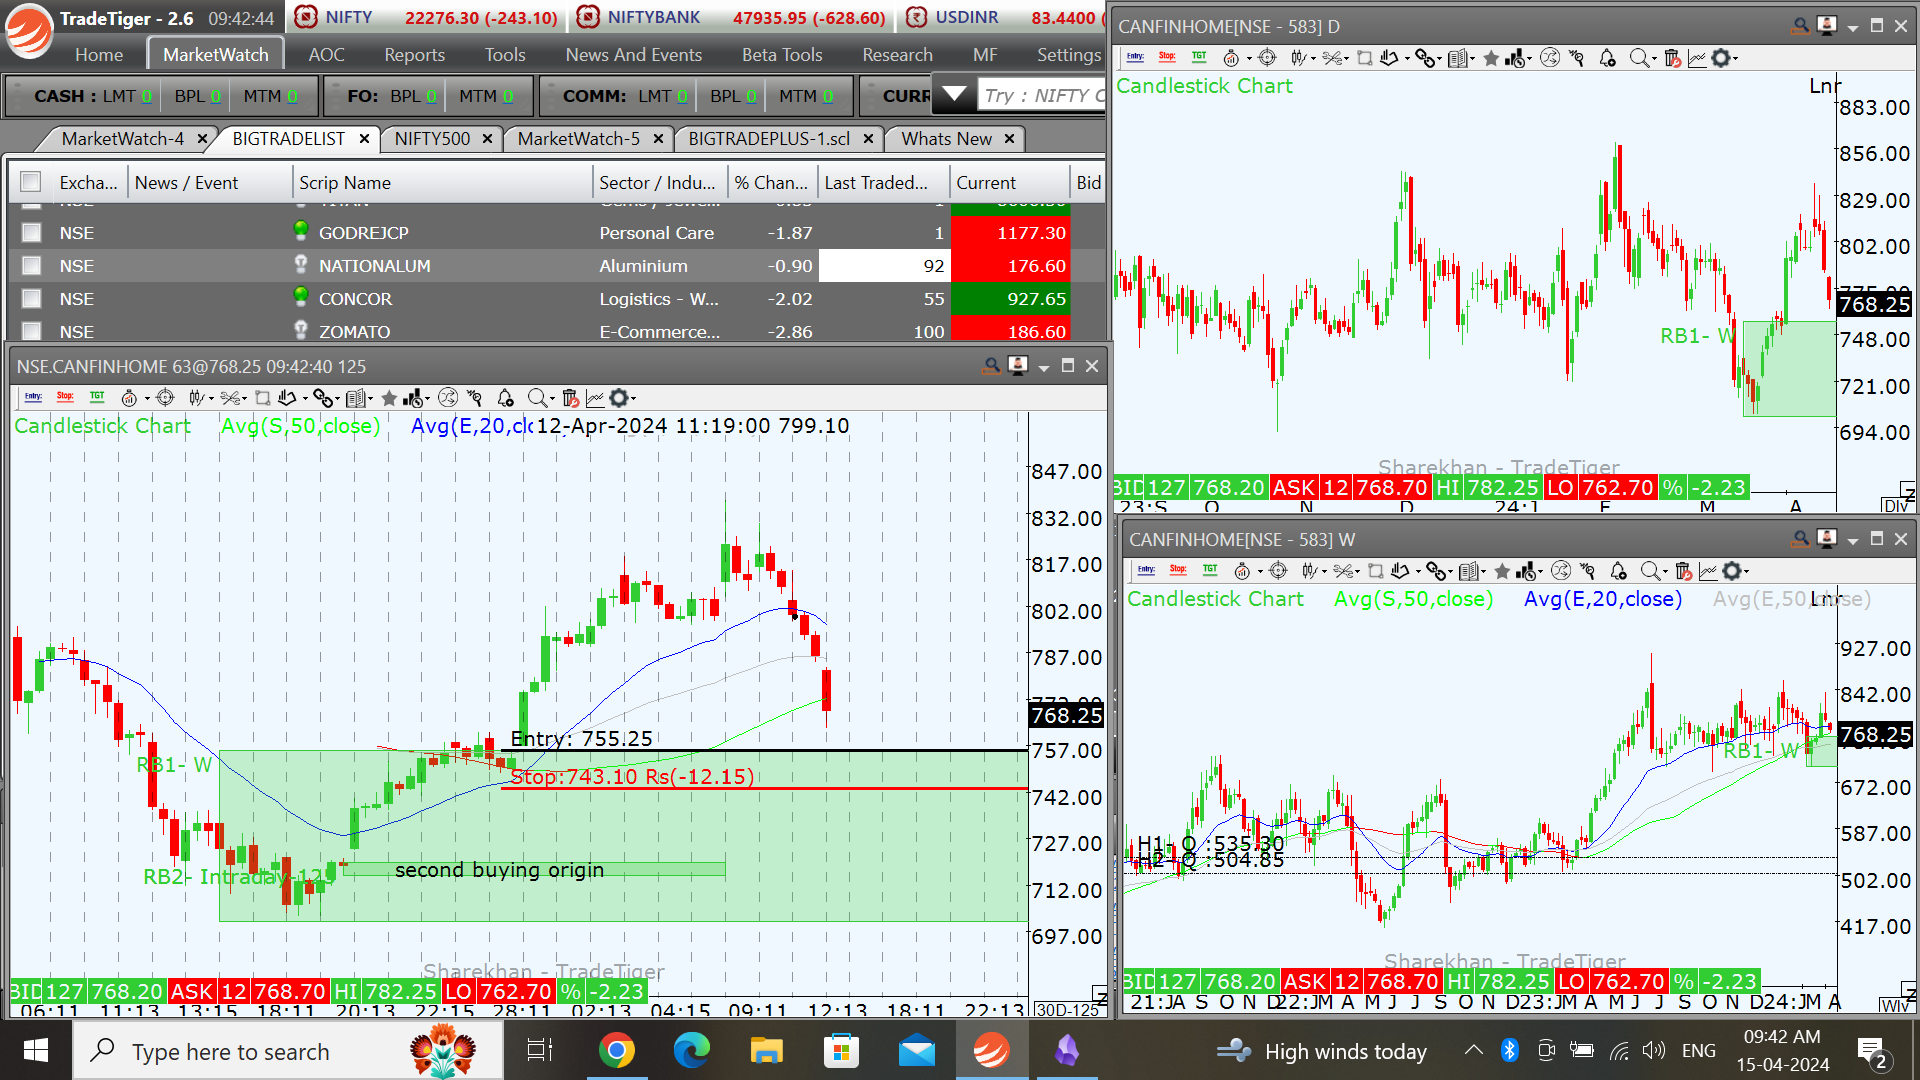 TradeTiger - 2.6 09:42:44 NIFTY 22276.30 (-243.10) NIFTYBANK 47935.95 (-628.60) USDINR 83.4400 (
Home MarketWatch AOC Reports Tools News And Events Beta Tools Research MF Settings
CASH : LMT 0 BPL 0 MTM 0 FO: BPL 0 MTM 0 COMM: LMT 0 BPL 0 MTM 0 CURR Try : NIFTY C
MarketWatch-4 BIGTRADELIST NIFTY500 MarketWatch-5 BIGTRADEPLUS-1.scl Whats New
Excha... News / Event Scrip Name Sector / Indu... % Chan... Last Traded... Current Bid
NSE GODREJCP Personal Care -1.87 1 1177.30
NSE NATIONALUM Aluminium -0.90 92 176.60
NSE CONCOR Logistics - W... -2.02 55 927.65
NSE ZOMATO E-Commerce... -2.86 100 186.60
NSE.CANFINHOME 63@768.25 09:42:40 125
Entry: Stop: TGT
Candlestick Chart Avg(S,50,close) Avg(E,20,clo 12-Apr-2024 11:19:00 799.10
847.00
832.00
817.00
802.00
787.00
768.25
757.00
742.00
727.00
712.00
697.00
Entry: 755.25
RB1- W
Stop:743.10 Rs(-12.15)
second buying origin
RB2- Intraday-125
Sharekhan - TradeTiger
BID 127 768.20 ASK 12 768.70 HI 782.25 LO 762.70 % -2.23
06:11 11:13 13:15 18:11 20:13 22:15 28:11 02:13 04:15 09:11 12:13 18:11 22:13 30D-125
CANFINHOME[NSE - 583] D
Entry: Stop: TGT
Candlestick Chart Lnr
883.00
856.00
829.00
802.00
775.00
768.25
748.00
721.00
694.00
RB1- W
Sharekhan - TradeTiger
BID 127 768.20 ASK 12 768.70 HI 782.25 LO 762.70 % -2.23
23:S O N D 24:J F M A Dlv
CANFINHOME[NSE - 583] W
Entry: Stop: TGT
Candlestick Chart Avg(S,50,close) Avg(E,20,close) Avg(E,50,close) Lnr
927.00
842.00
768.25
672.00
587.00
502.00
417.00
RB1- W
H1- Q :535.30
H2- Q :504.85
Sharekhan - TradeTiger
BID 127 768.20 ASK 12 768.70 HI 782.25 LO 762.70 % -2.23
21:JA S O N D 22:JM A M J J S O N D 23:JM A M J J S O N D 24:JM A Wlv
Type here to search High winds today ENG 09:42 AM
15-04-2024 2